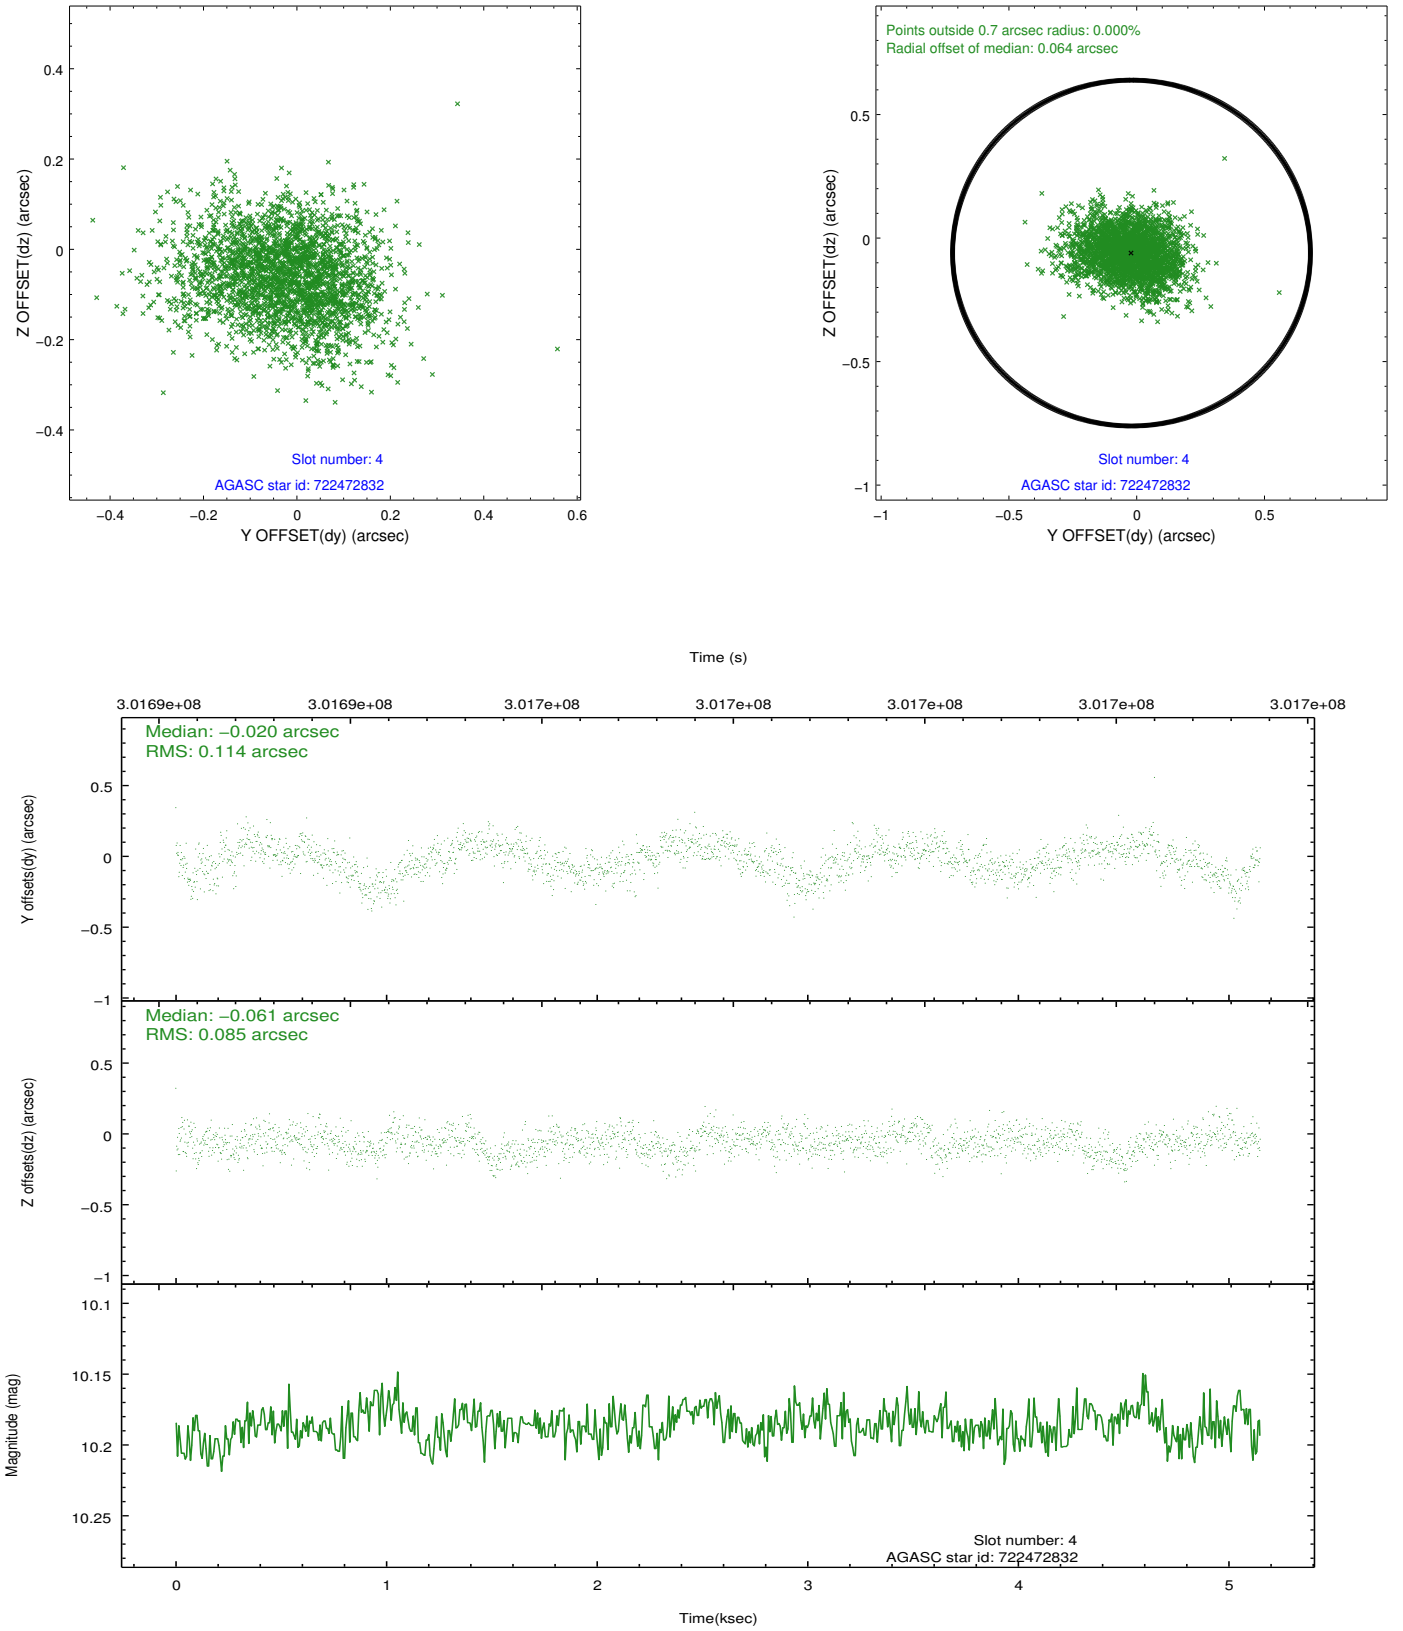 0.4
0.2
0
−0.2
−0.4
Z OFFSET(dz) (arcsec)
Slot number: 4
AGASC star id: 722472832
−0.4
−0.2
0
0.2
0.4
0.6
Y OFFSET(dy) (arcsec)
Points outside 0.7 arcsec radius: 0.000%
Radial offset of median: 0.064 arcsec
0.5
0
−0.5
−1
Z OFFSET(dz) (arcsec)
Slot number: 4
AGASC star id: 722472832
−1
−0.5
0
0.5
Y OFFSET(dy) (arcsec)
Time (s)
3.0169e+08
3.0169e+08
3.017e+08
3.017e+08
3.017e+08
3.017e+08
3.017e+08
Median: −0.020 arcsec
RMS: 0.114 arcsec
0.5
0
−0.5
−1
Y offsets(dy) (arcsec)
Median: −0.061 arcsec
RMS: 0.085 arcsec
0.5
0
−0.5
−1
Z offsets(dz) (arcsec)
10.1
10.15
10.2
10.25
Magnitude (mag)
Slot number: 4
AGASC star id: 722472832
0
1
2
3
4
5
Time(ksec)